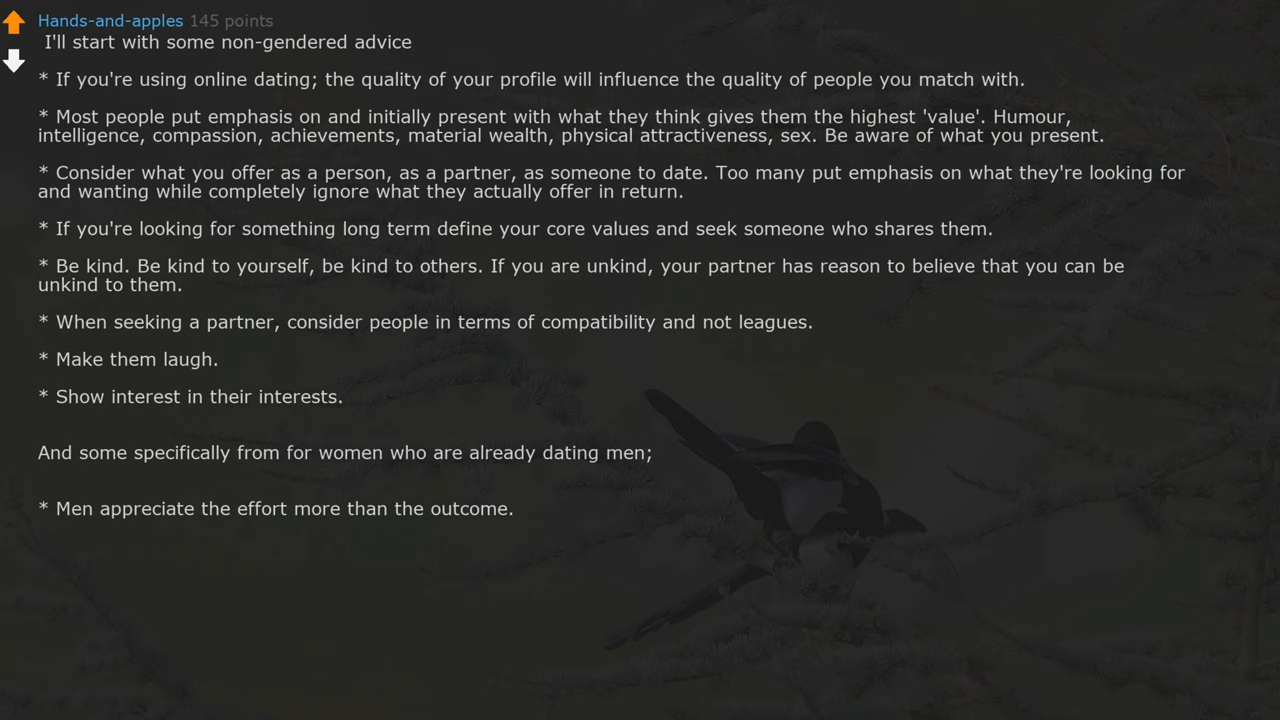 Hands-and-apples 145 points
I'll start with some non-gendered advice
* If you're using online dating; the quality of your profile will influence the quality of people you match with.
* Most people put emphasis on and initially present with what they think gives them the highest 'value'. Humour,
intelligence, compassion, achievements, material wealth, physical attractiveness, sex. Be aware of what you present.
* Consider what you offer as a person, as a partner, as someone to date. Too many put emphasis on what they're looking for
and wanting while completely ignore what they actually offer in return.
* If you're looking for something long term define your core values and seek someone who shares them.
* Be kind. Be kind to yourself, be kind to others. If you are unkind, your partner has reason to believe that you can be
unkind to them.
* When seeking a partner, consider people in terms of compatibility and not leagues.
* Make them laugh.
* Show interest in their interests.
And some specifically from for women who are already dating men;
* Men appreciate the effort more than the outcome.